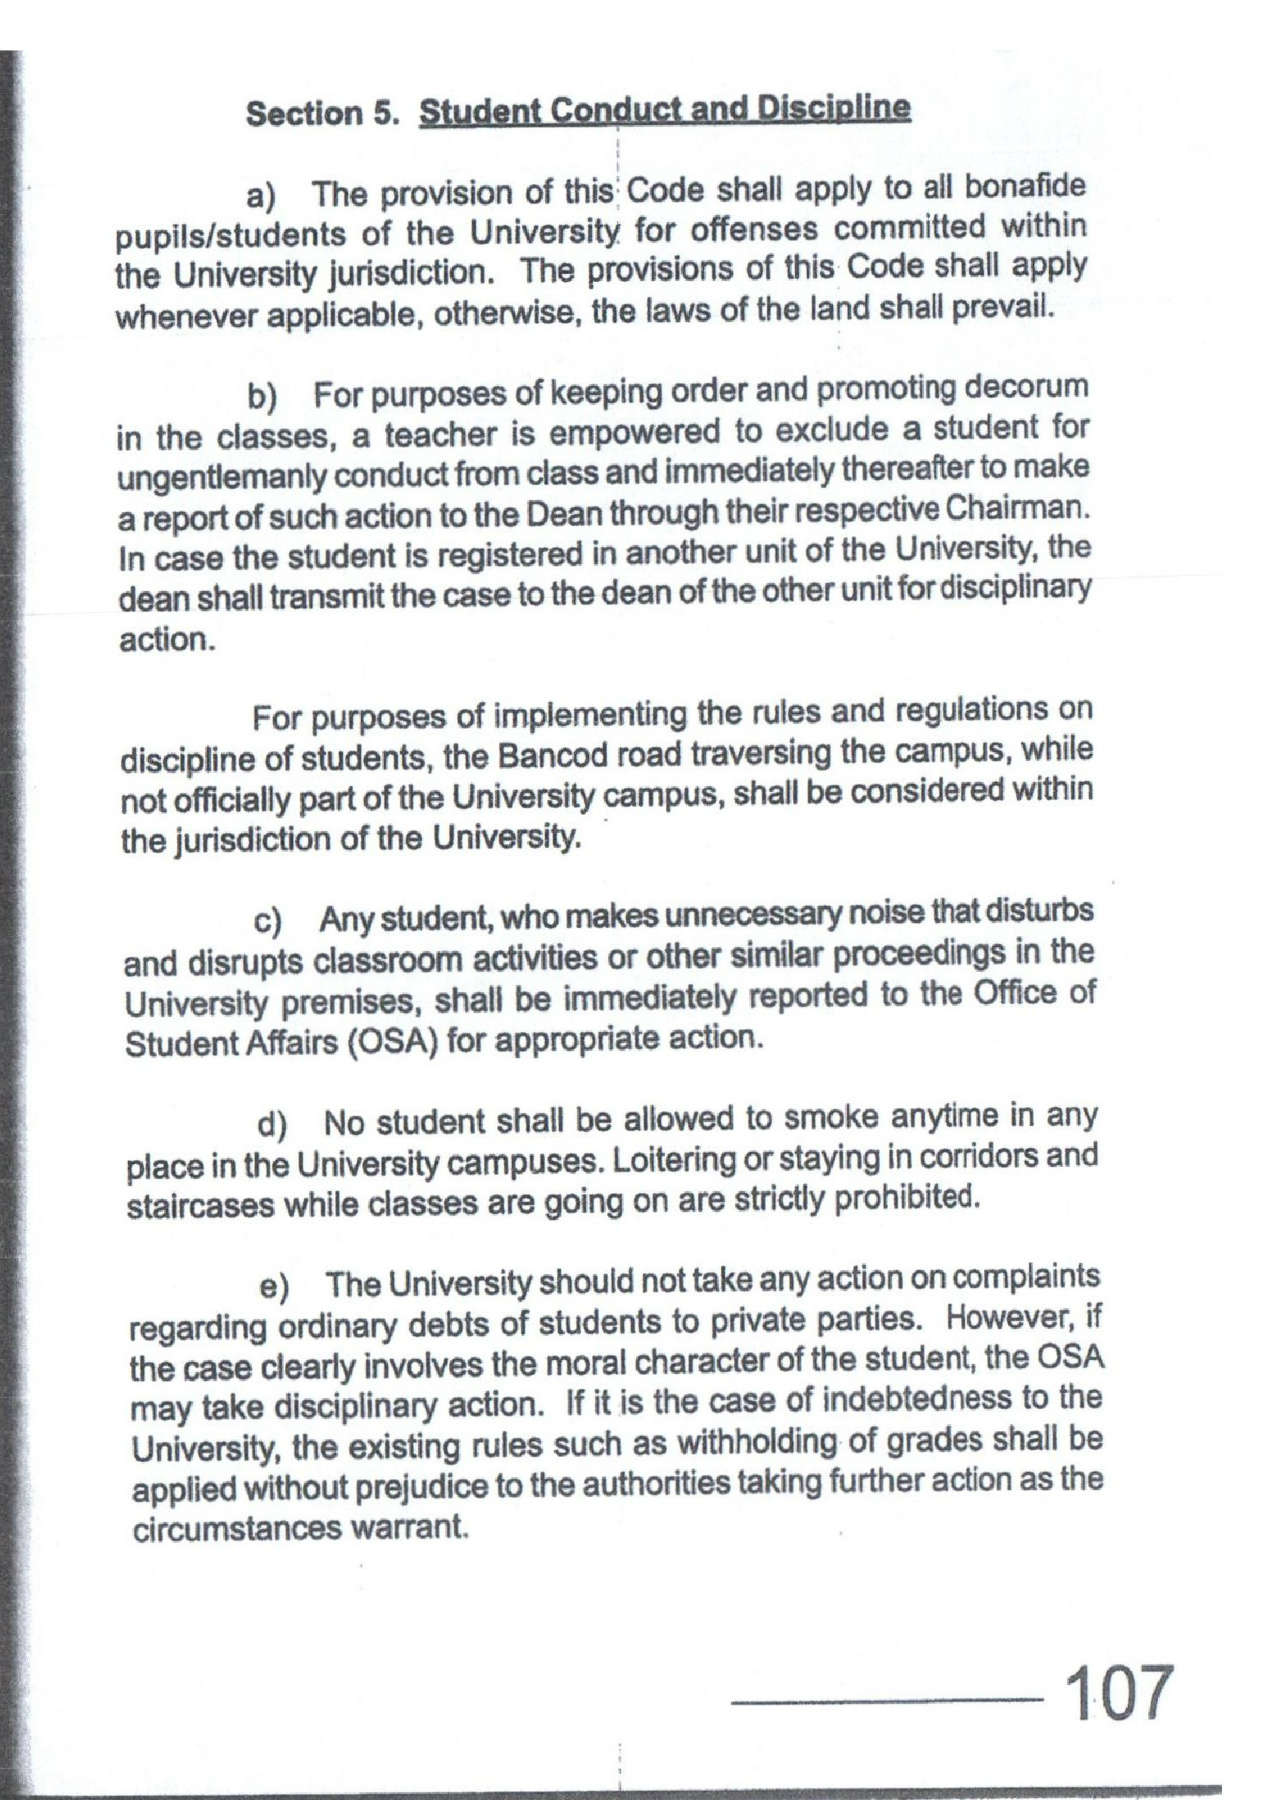 Section 5. Student Conduct and Discipline
a) The provision of this Code shall apply to all bonafide
pupils/students of the University for offenses committed within
the University jurisdiction. The provisions of this Code shall apply
whenever applicable, otherwise, the laws of the land shall prevail.
b) For purposes of keeping order and promoting decorum
in the classes, a teacher is empowered to exclude a student for
ungentlemanly conduct from class and immediately thereafter to make
a report of such action to the Dean through their respective Chairman.
In case the student is registered in another unit of the University, the
dean shall transmit the case to the dean of the other unit for disciplinary
action.
For purposes of implementing the rules and regulations on
discipline of students, the Bancod road traversing the campus, while
not officially part of the University campus, shall be considered within
the jurisdiction of the University.
c) Any student, who makes unnecessary noise that disturbs
and disrupts classroom activities or other similar proceedings in the
University premises, shall be immediately reported to the Office of
Student Affairs (OSA) for appropriate action.
d) No student shall be allowed to smoke anytime in any
place in the University campuses. Loitering or staying in corridors and
staircases while classes are going on are strictly prohibited.
e) The University should not take any action on complaints
regarding ordinary debts of students to private parties. However, if
the case clearly involves the moral character of the student, the OSA
may take disciplinary action. If it is the case of indebtedness to the
University, the existing rules such as withholding of grades shall be
applied without prejudice to the authorities taking further action as the
circumstances warrant.
107